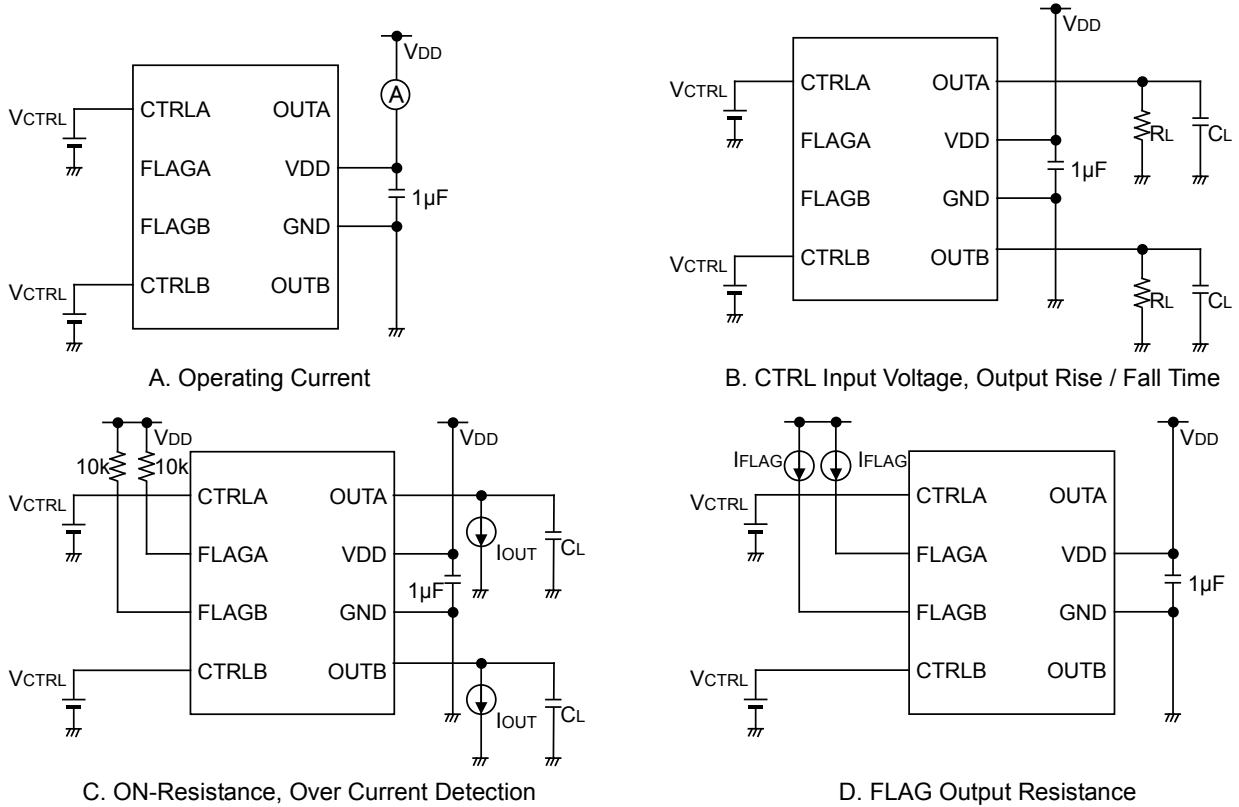 VDD
A
VCTRL
CTRLA OUTA
FLAGA VDD
1µF
FLAGB GND
VCTRL
CTRLB OUTB
A. Operating Current
VDD
VCTRL
CTRLA OUTA
RL CL
FLAGA VDD
1µF
FLAGB GND
VCTRL
CTRLB OUTB
RL CL
B. CTRL Input Voltage, Output Rise / Fall Time
VDD VDD
10k 10k
VCTRL
CTRLA OUTA
IOUT CL
FLAGA VDD
1µF
FLAGB GND
VCTRL
CTRLB OUTB
IOUT CL
C. ON-Resistance, Over Current Detection
VDD
IFLAG IFLAG
VCTRL
CTRLA OUTA
FLAGA VDD
1µF
FLAGB GND
VCTRL
CTRLB OUTB
D. FLAG Output Resistance